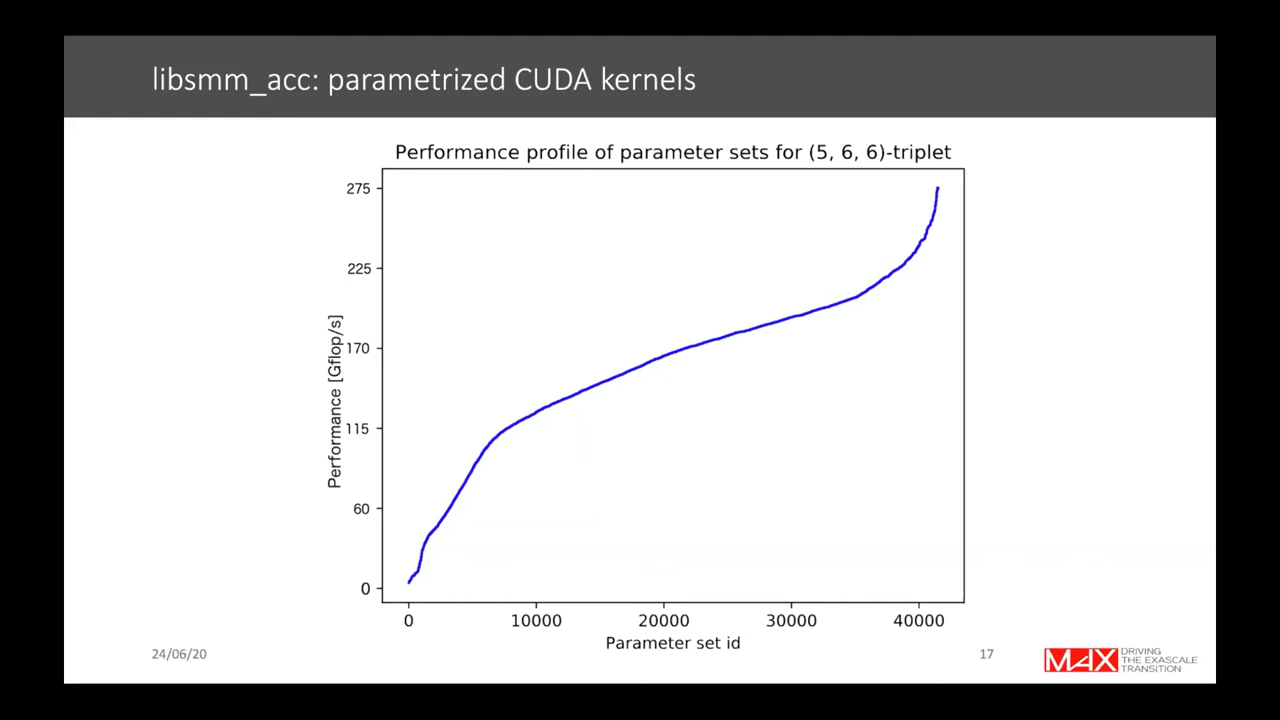 libsmm_acc: parametrized CUDA kernels
Performance profile of parameter sets for (5, 6, 6)-triplet
275
225
170
115
60
0
Performance [Gflop/s]
0 10000 20000 30000 40000
Parameter set id
24/06/20
17
MAX
DRIVING
THE EXASCALE
TRANSITION